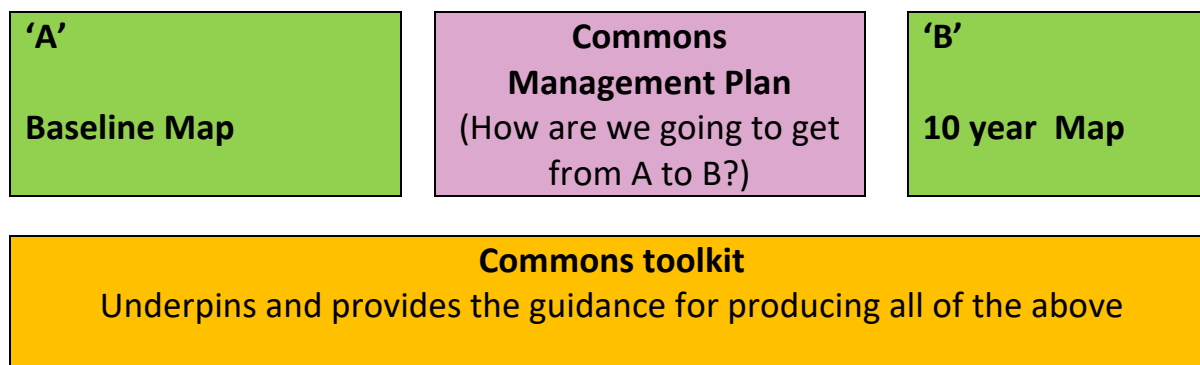 ‘A’
Baseline Map
Commons
Management Plan
(How are we going to get
from A to B?)
‘B’
10 year  Map
Commons toolkit
Underpins and provides the guidance for producing all of the above